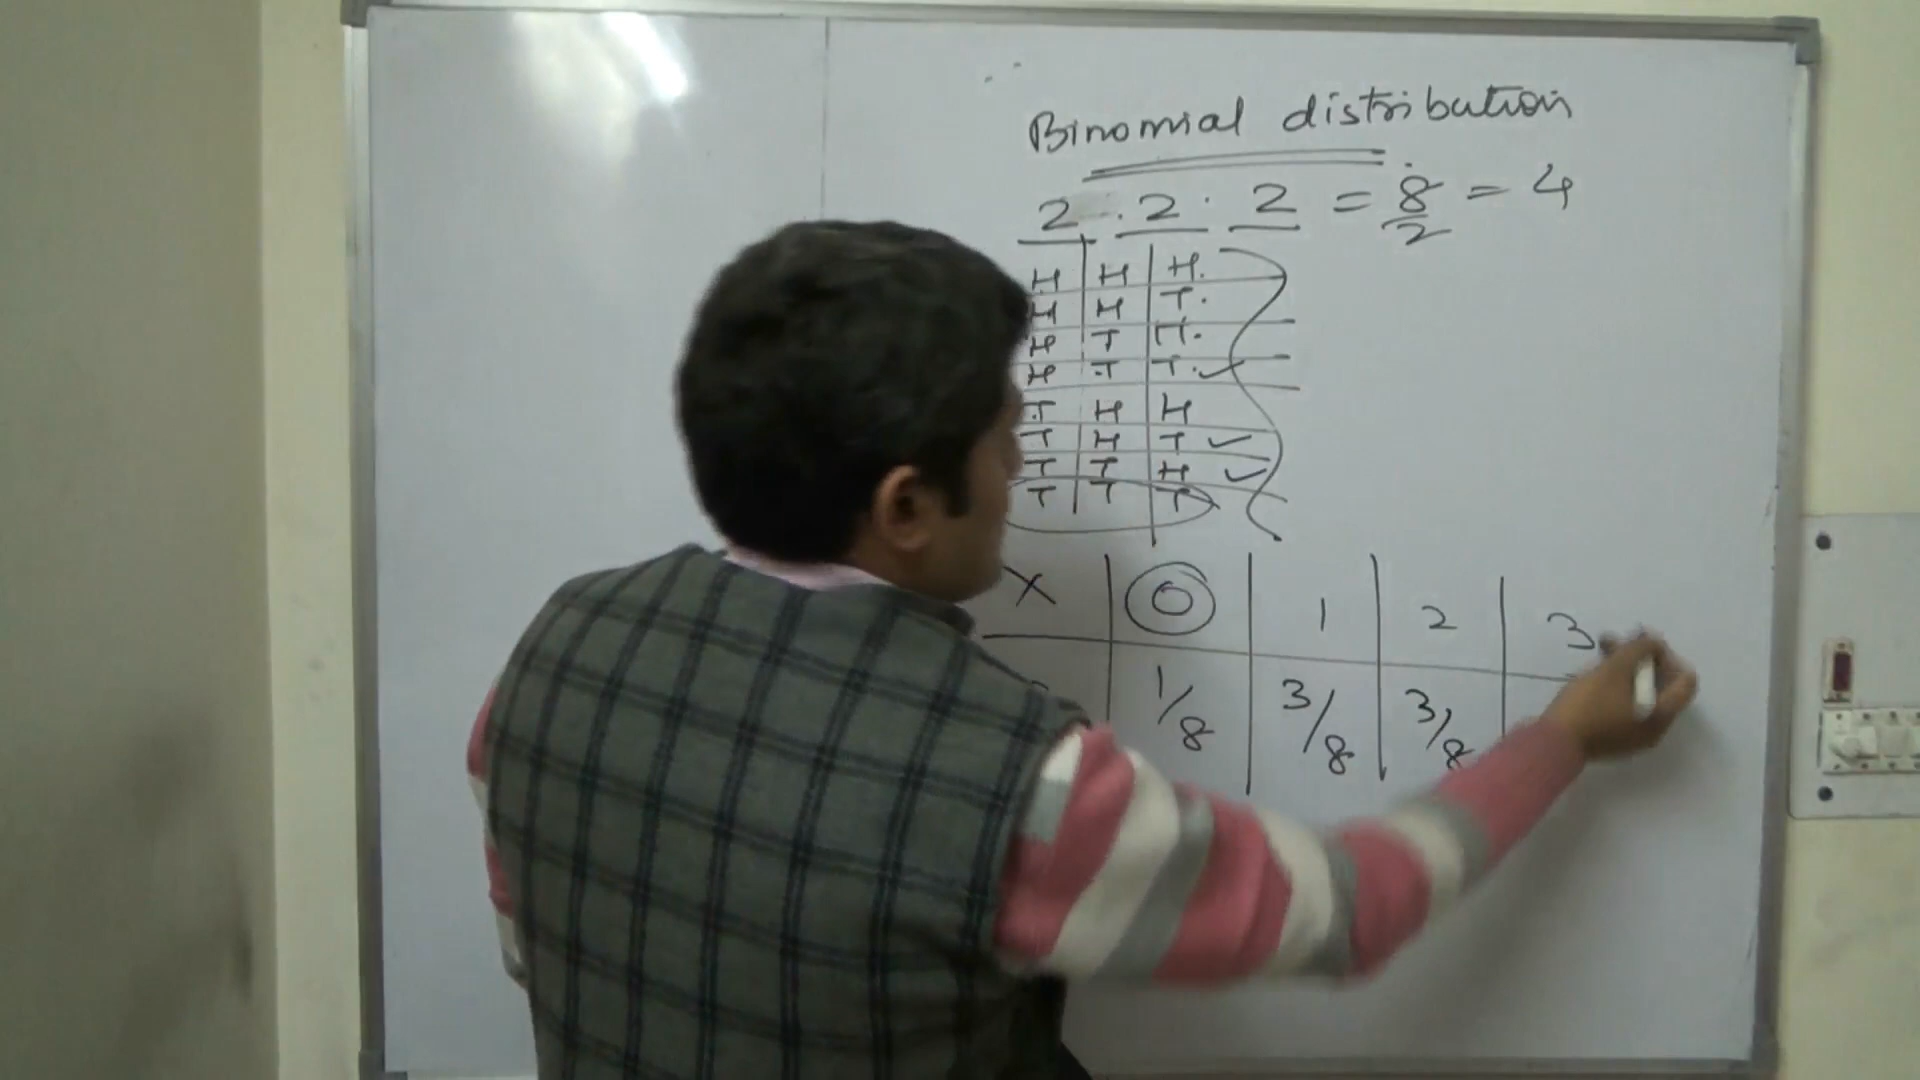 Binomial distribution
2 . 2 . 2 = 8/2 = 4
H H H.
H H T.
H T H.
H T T. ✓
T H H
T H T ✓
T T H ✓
T T T
X 0 1 2 3
1/8 3/8 3/8